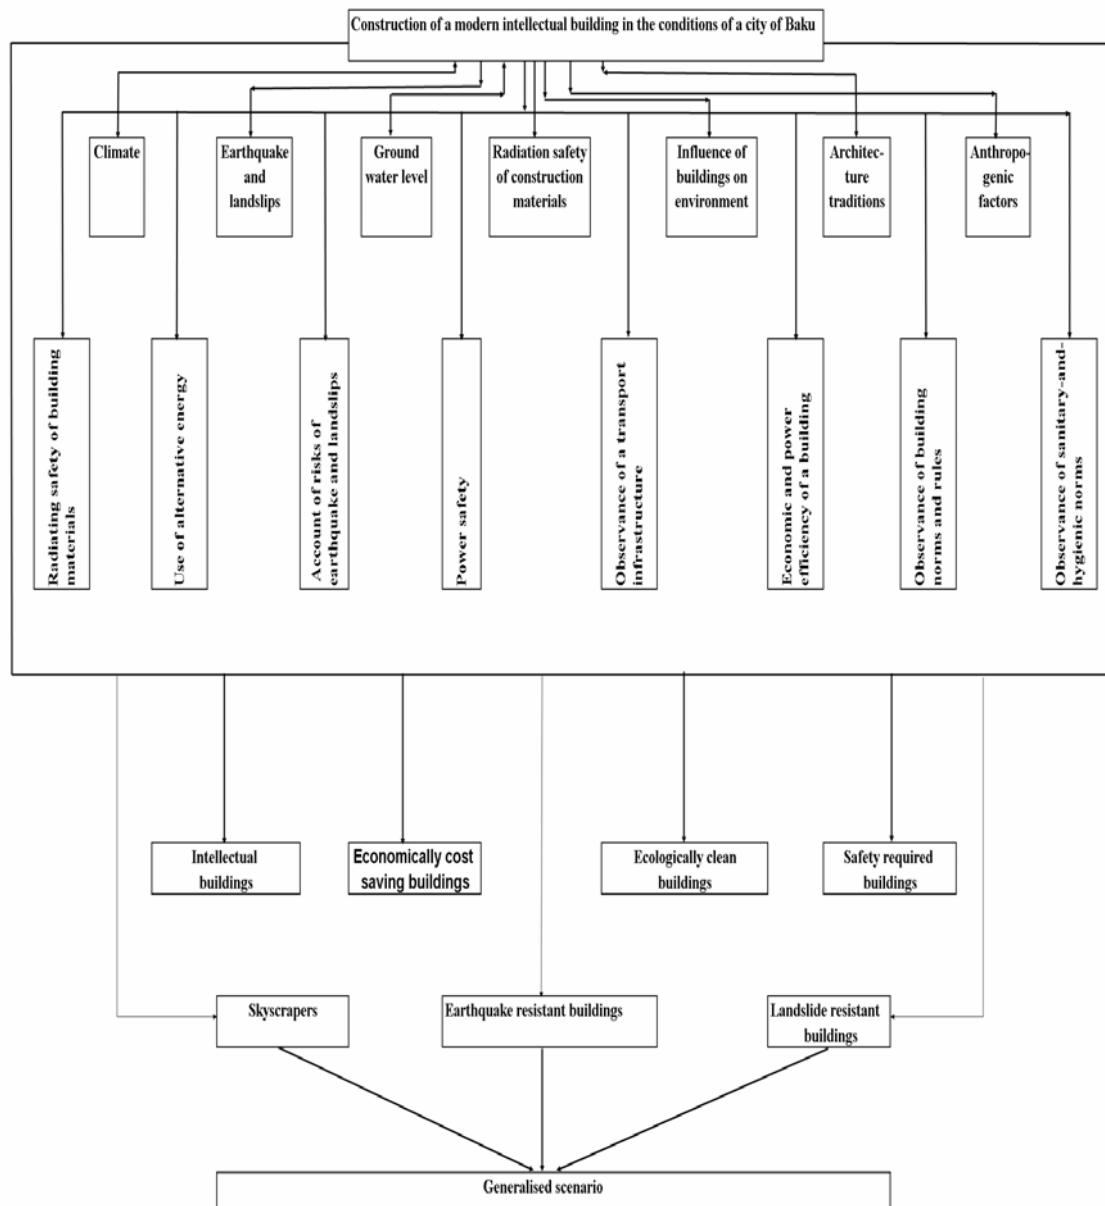 Construction of a modern intellectual building in the conditions of a city of Baku
Climate
Earthquake
and
landslips
Ground
water level
Radiation safety
of construction
materials
Influence of
buildings on
environment
Architec-
ture
traditions
Anthropo-
genic
factors
Radiating safety of building
materials
Use of alternative energy
Account of risks of
earthquake and landslips
Power safety
Observance of a transport
infrastructure
Economic and power
efficiency of a building
Observance of building
norms and rules
Observance of sanitary-and-
hygienic norms
Intellectual
buildings
Economically cost
saving buildings
Ecologically clean
buildings
Safety required
buildings
Skyscrapers
Earthquake resistant buildings
Landslide resistant
buildings
Generalised scenario